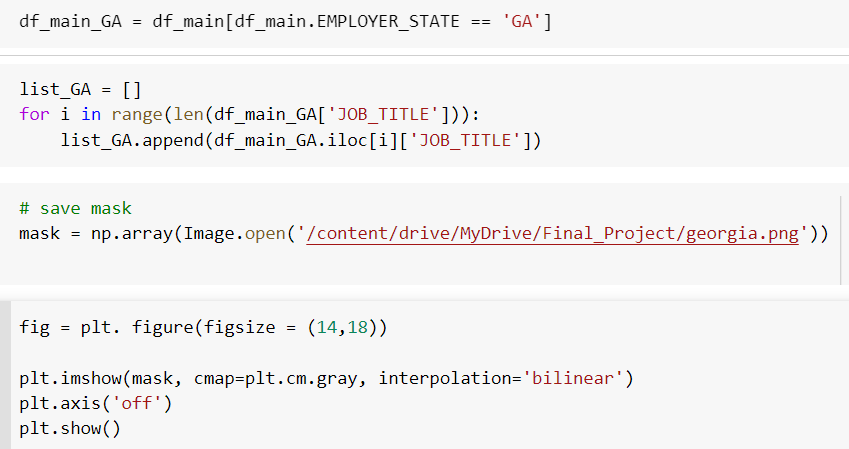 df_main_GA = df_main[df_main.EMPLOYER_STATE == 'GA']
list_GA = []
for i in range(len(df_main_GA['JOB_TITLE'])):
    list_GA.append(df_main_GA.iloc[i]['JOB_TITLE'])
# save mask
mask = np.array(Image.open('/content/drive/MyDrive/Final_Project/georgia.png'))
fig = plt. figure(figsize = (14,18))
plt.imshow(mask, cmap=plt.cm.gray, interpolation='bilinear')
plt.axis('off')
plt.show()